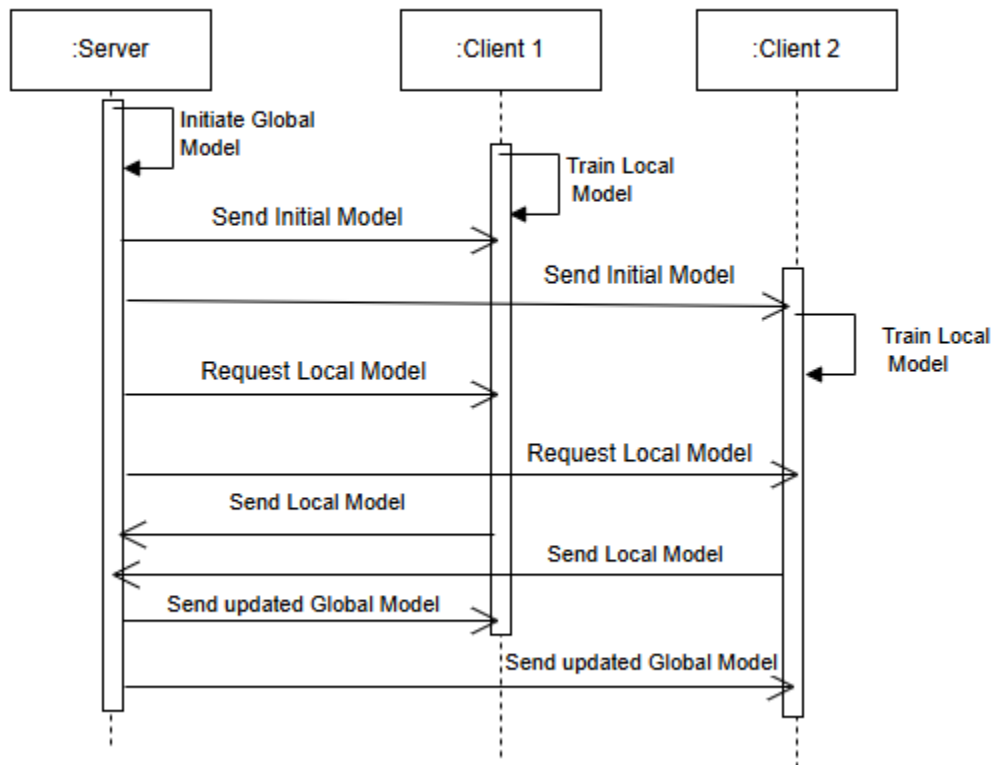 :Server
:Client 1
:Client 2
Initiate Global
Model
Train Local
Model
Send Initial Model
Send Initial Model
Train Local
Model
Request Local Model
Request Local Model
Send Local Model
Send Local Model
Send updated Global Model
Send updated Global Model